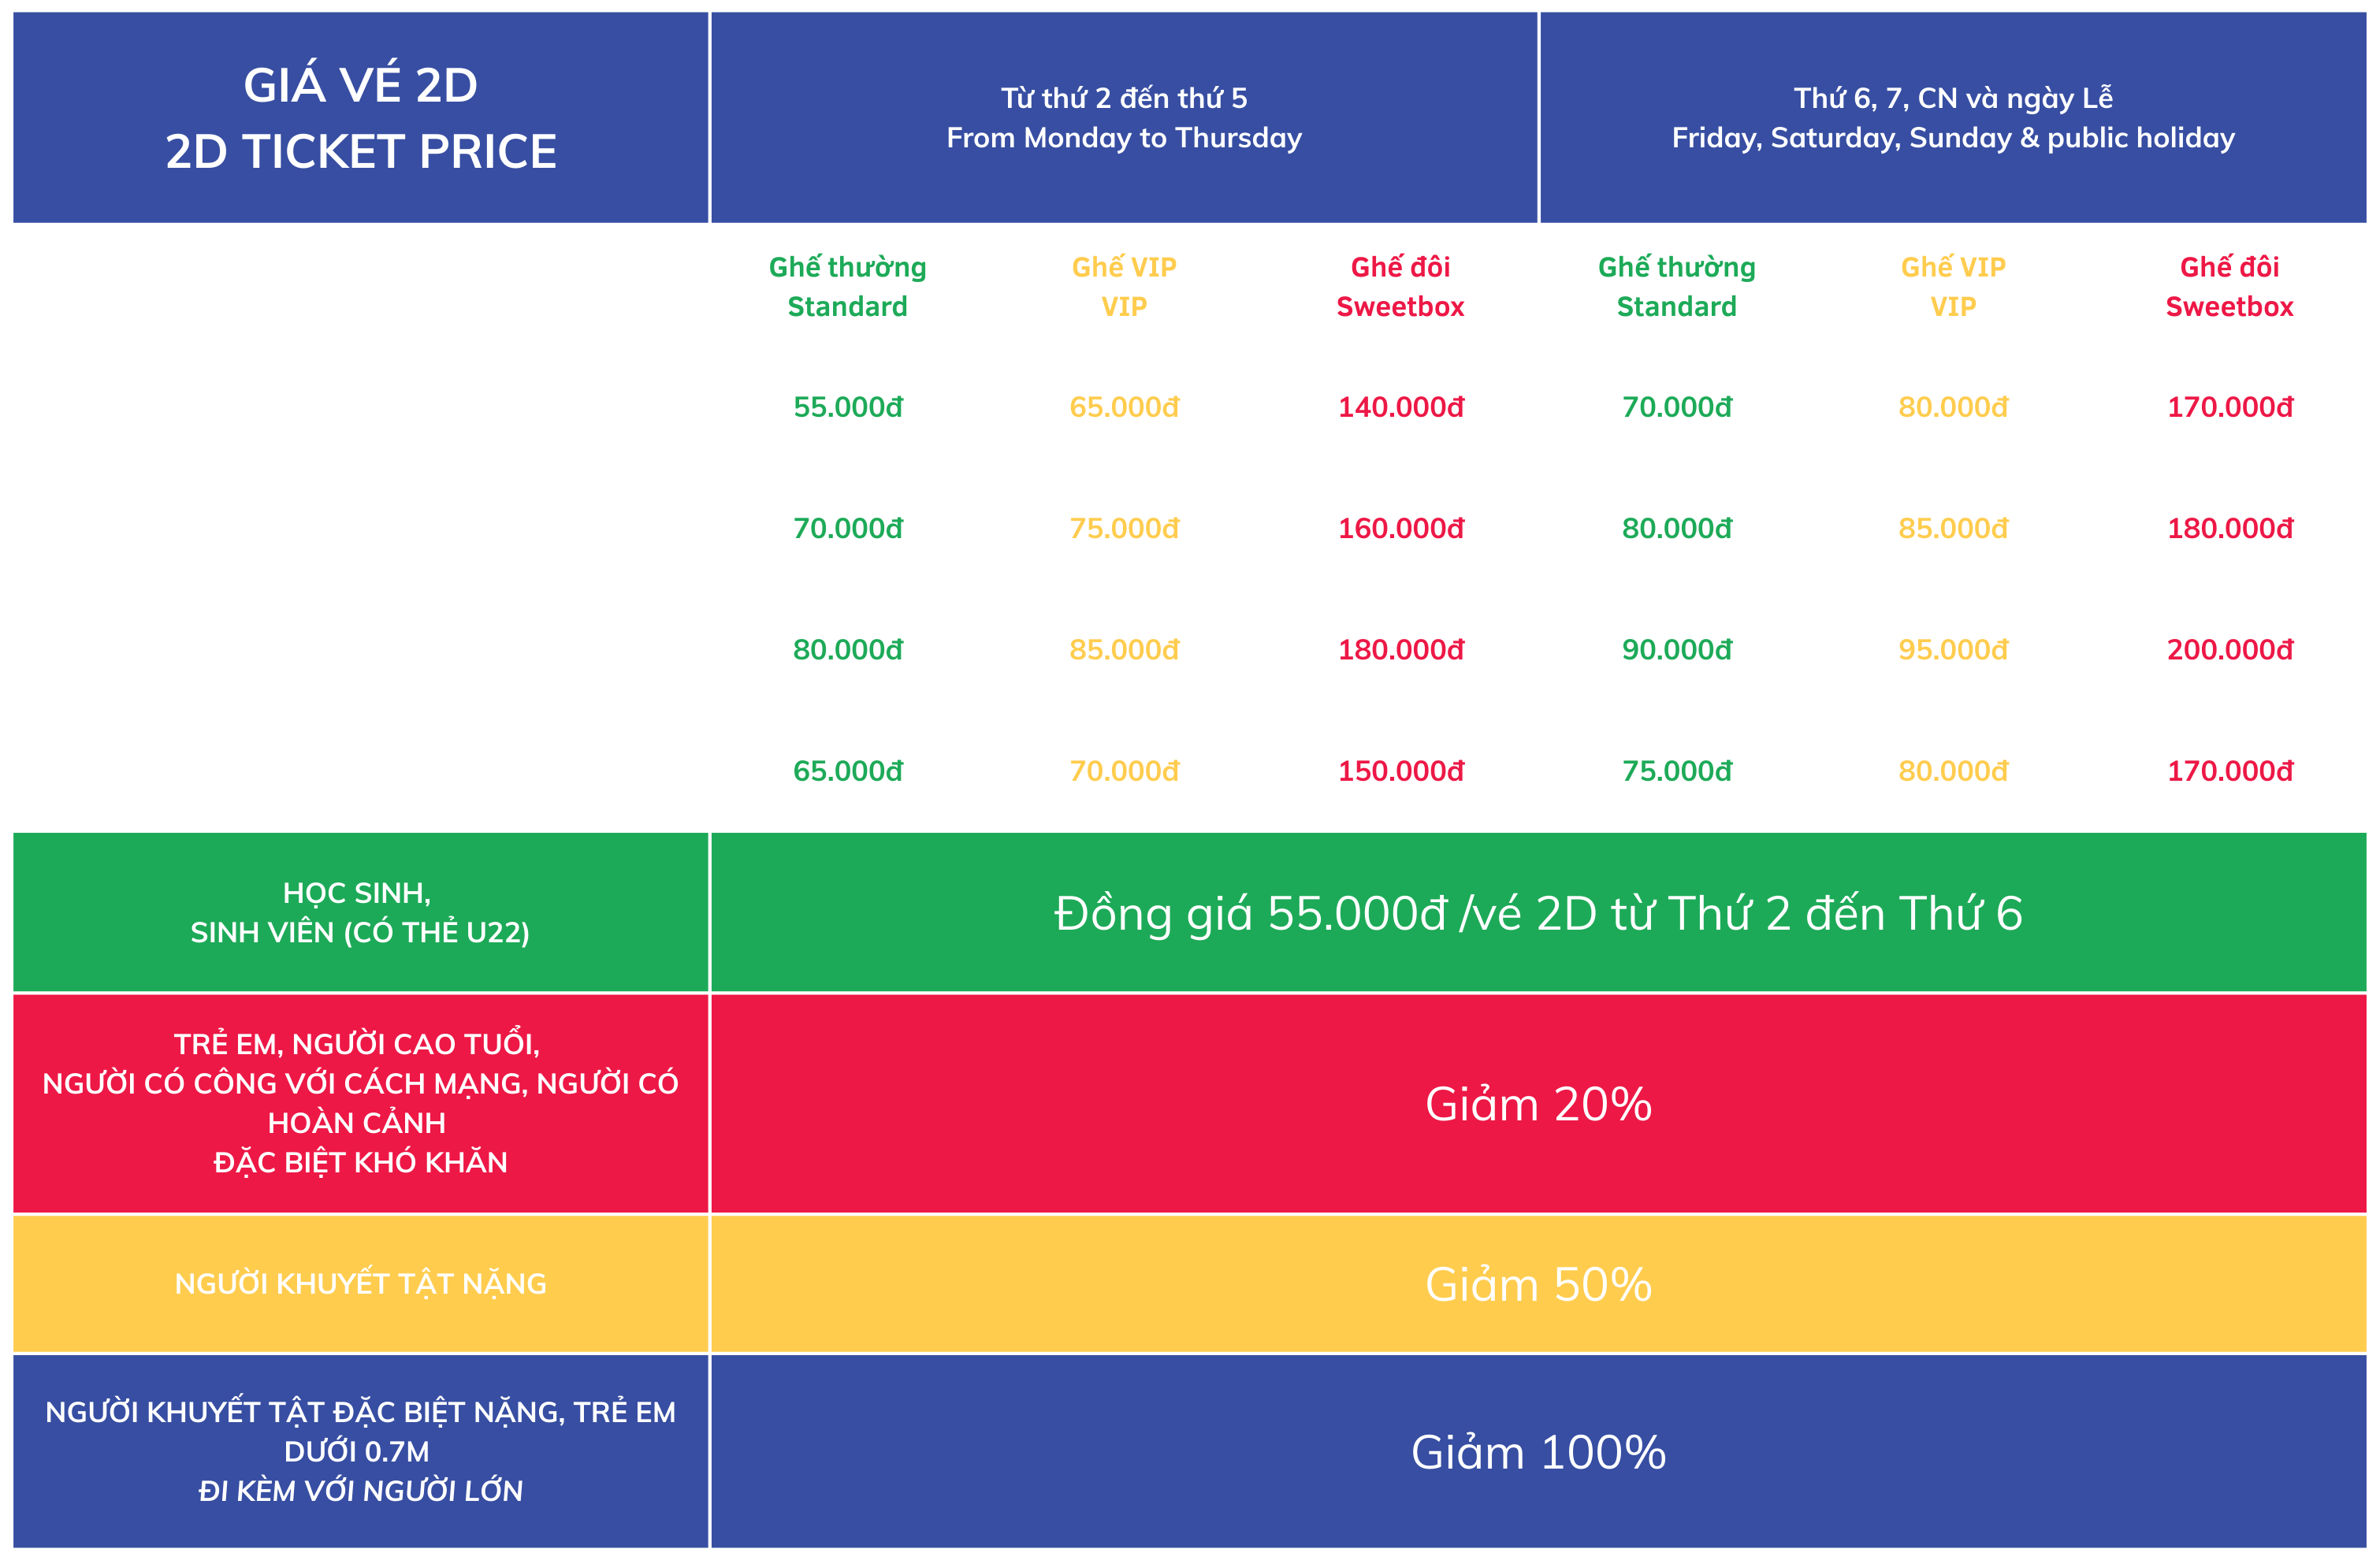 GIÁ VÉ 2D
2D TICKET PRICE
Từ thứ 2 đến thứ 5
From Monday to Thursday
Thứ 6, 7, CN và ngày Lễ
Friday, Saturday, Sunday & public holiday
Ghế thường
Standard
Ghế VIP
VIP
Ghế đôi
Sweetbox
Ghế thường
Standard
Ghế VIP
VIP
Ghế đôi
Sweetbox
55.000đ 65.000đ 140.000đ 70.000đ 80.000đ 170.000đ
70.000đ 75.000đ 160.000đ 80.000đ 85.000đ 180.000đ
80.000đ 85.000đ 180.000đ 90.000đ 95.000đ 200.000đ
65.000đ 70.000đ 150.000đ 75.000đ 80.000đ 170.000đ
HỌC SINH,
SINH VIÊN (CÓ THẺ U22)
Đồng giá 55.000đ /vé 2D từ Thứ 2 đến Thứ 6
TRẺ EM, NGƯỜI CAO TUỔI,
NGƯỜI CÓ CÔNG VỚI CÁCH MẠNG, NGƯỜI CÓ
HOÀN CẢNH
ĐẶC BIỆT KHÓ KHĂN
Giảm 20%
NGƯỜI KHUYẾT TẬT NẶNG
Giảm 50%
NGƯỜI KHUYẾT TẬT ĐẶC BIỆT NẶNG, TRẺ EM
DƯỚI 0.7M
ĐI KÈM VỚI NGƯỜI LỚN
Giảm 100%